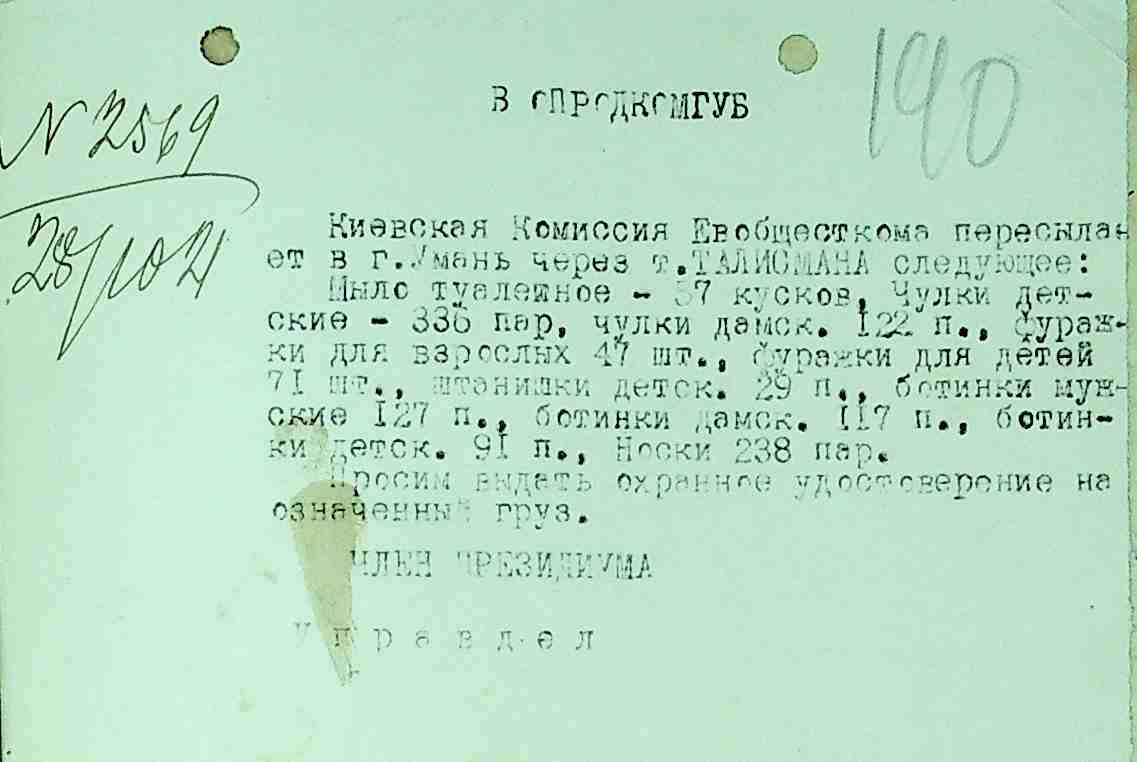 190
N 2569
28/10 21
В ОПРОДКОМГУБ
Киевская Комиссия Евобщесткома пересыла-
ет в г.Умань через т.ТАЛИСМАНА следующее:
Мыло туалетное - 57 кусков, Чулки дет-
ские - 336 пар, чулки дамск. 122 п., фураж-
ки для взрослых 47 шт., фуражки для детей
71 шт., штанишки детск. 29 п., ботинки муж-
ские 127 п., ботинки дамск. 117 п., ботин-
ки детск. 91 п., Носки 238 пар.
Просим выдать охранное удостоверение на
означенный груз.
ЧЛЕН ПРЕЗИДИУМА
Управдел